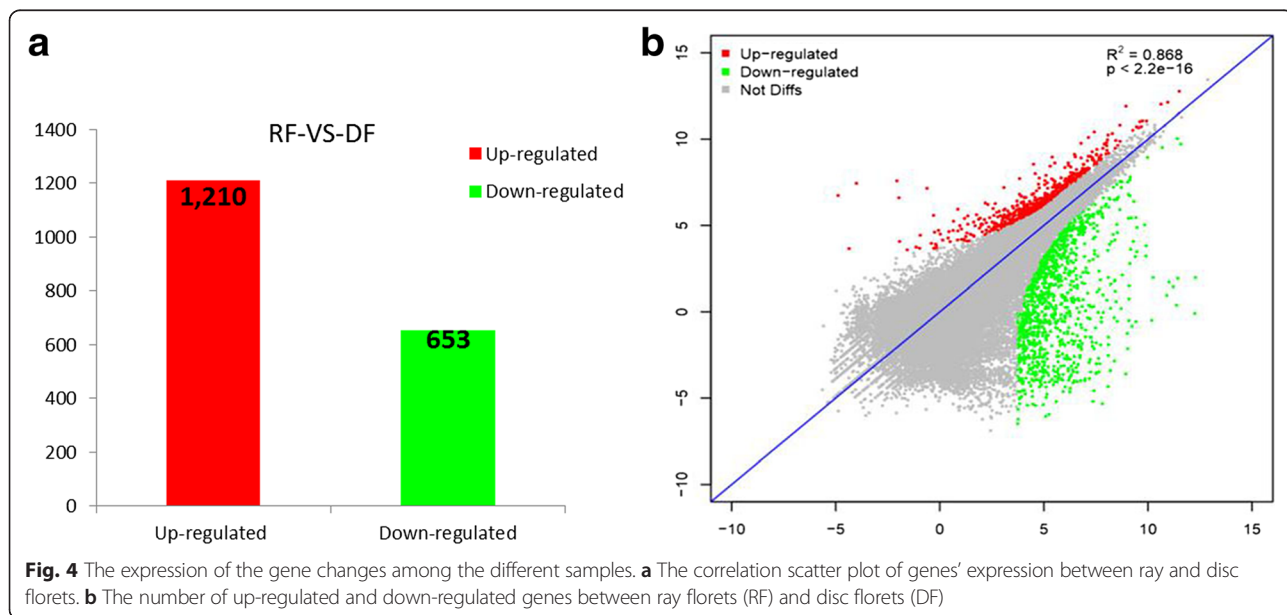 a
RF-VS-DF
1400
1200
1000
800
600
400
200
0
Up-regulated
Down-regulated
1,210
653
Up-regulated
Down-regulated
b
Up-regulated
Down-regulated
Not Diffs
R² = 0.868
p < 2.2e-16
15
10
5
0
-5
-10
-10
-5
0
5
10
15
Fig. 4 The expression of the gene changes among the different samples. a The correlation scatter plot of genes' expression between ray and disc
florets. b The number of up-regulated and down-regulated genes between ray florets (RF) and disc florets (DF)